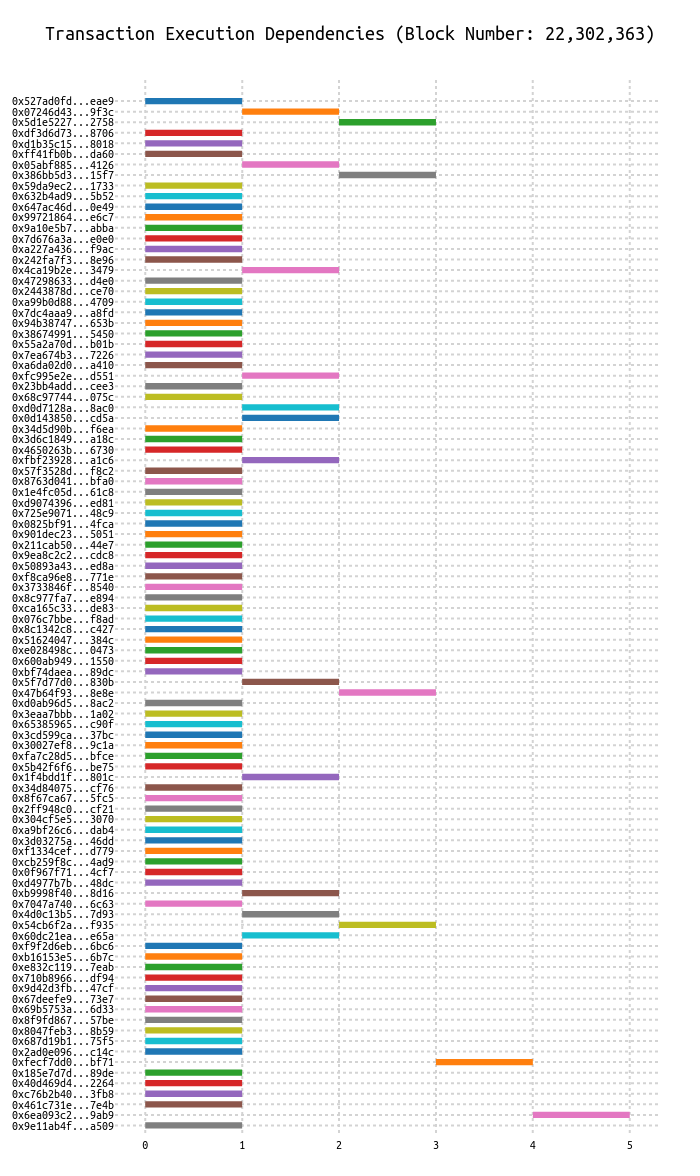 Transaction Execution Dependencies (Block Number: 22,302,363)
0x527ad0fd...eae9
0x07246d43...9f3c
0x5d1e5227...2758
0xdf3d6d73...8706
0xd1b35c15...8018
0xff41fb0b...da60
0x05abf885...4126
0x386bb5d3...15f7
0x59da9ec2...1733
0x632b4ad9...5b52
0x647ac46d...0e49
0x99721864...e6c7
0x9a10e5b7...abba
0x7d676a3a...e0e0
0xa227a436...f9ac
0x242fa7f3...8e96
0x4ca19b2e...3479
0x47298633...d4e0
0x2443878d...ce70
0xa99b0d88...4709
0x7dc4aaa9...a8fd
0x94b38747...653b
0x38674991...5450
0x55a2a70d...b01b
0x7ea674b3...7226
0xa6da02d0...a410
0xfc995e2e...d551
0x23bb4add...cee3
0x68c97744...075c
0xd0d7128a...8ac0
0x0d143850...cd5a
0x34d5d90b...f6ea
0x3d6c1849...a18c
0x4650263b...6730
0xfbf23928...a1c6
0x57f3528d...f8c2
0x8763d041...bfa0
0x1e4fc05d...61c8
0xd9074396...ed81
0x725e9071...48c9
0x0825bf91...4fca
0x901dec23...5051
0x211cab50...44e7
0x9ea8c2c2...cdc8
0x50893a43...ed8a
0xf8ca96e8...771e
0x3733846f...8540
0x8c977fa7...e894
0xca165c33...de83
0x076c7bbe...f8ad
0x8c1342c8...c427
0x51624047...384c
0xe028498c...0473
0x600ab949...1550
0xbf74daea...89dc
0x5f7d77d0...830b
0x47b64f93...8e8e
0xd0ab96d5...8ac2
0x3eaa7bbb...1a02
0x65385965...c90f
0x3cd599ca...37bc
0x30027ef8...9c1a
0xfa7c28d5...bfce
0x5b42f6f6...be75
0x1f4bdd1f...801c
0x34d84075...cf76
0x8f67ca67...5fc5
0x2ff948c0...cf21
0x304cf5e5...3070
0xa9bf26c6...dab4
0x3d03275a...46dd
0xf1334cef...d779
0xcb259f8c...4ad9
0x0f967f71...4cf7
0xd4977b7b...48dc
0xb9998f40...8d16
0x7047a740...6c63
0x4d0c13b5...7d93
0x54cb6f2a...f935
0x60dc21ea...e65a
0xf9f2d6eb...6bc6
0xb16153e5...6b7c
0xe832c119...7eab
0x710b8966...df94
0x9d42d3fb...47cf
0x67deefe9...73e7
0x69b5753a...6d33
0x8f9fd867...57be
0x8047feb3...8b59
0x687d19b1...75f5
0x2ad0e096...c14c
0xfecf7dd0...bf71
0x185e7d7d...89de
0x40d469d4...2264
0xc76b2b40...3fb8
0x461c731e...7e4b
0x6ea093c2...9ab9
0x9e11ab4f...a509
0 1 2 3 4 5